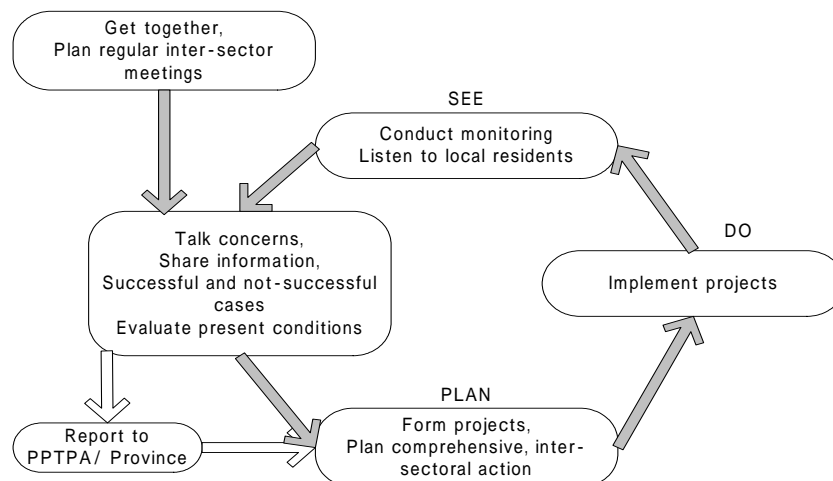 Get together,
Plan regular inter-sector
meetings
SEE
Conduct monitoring
Listen to local residents
Talk concerns,
Share information,
Successful and not-successful
cases
Evaluate present conditions
DO
Implement projects
PLAN
Form projects,
Plan comprehensive, inter-
sectoral action
Report to
PPTPA/ Province